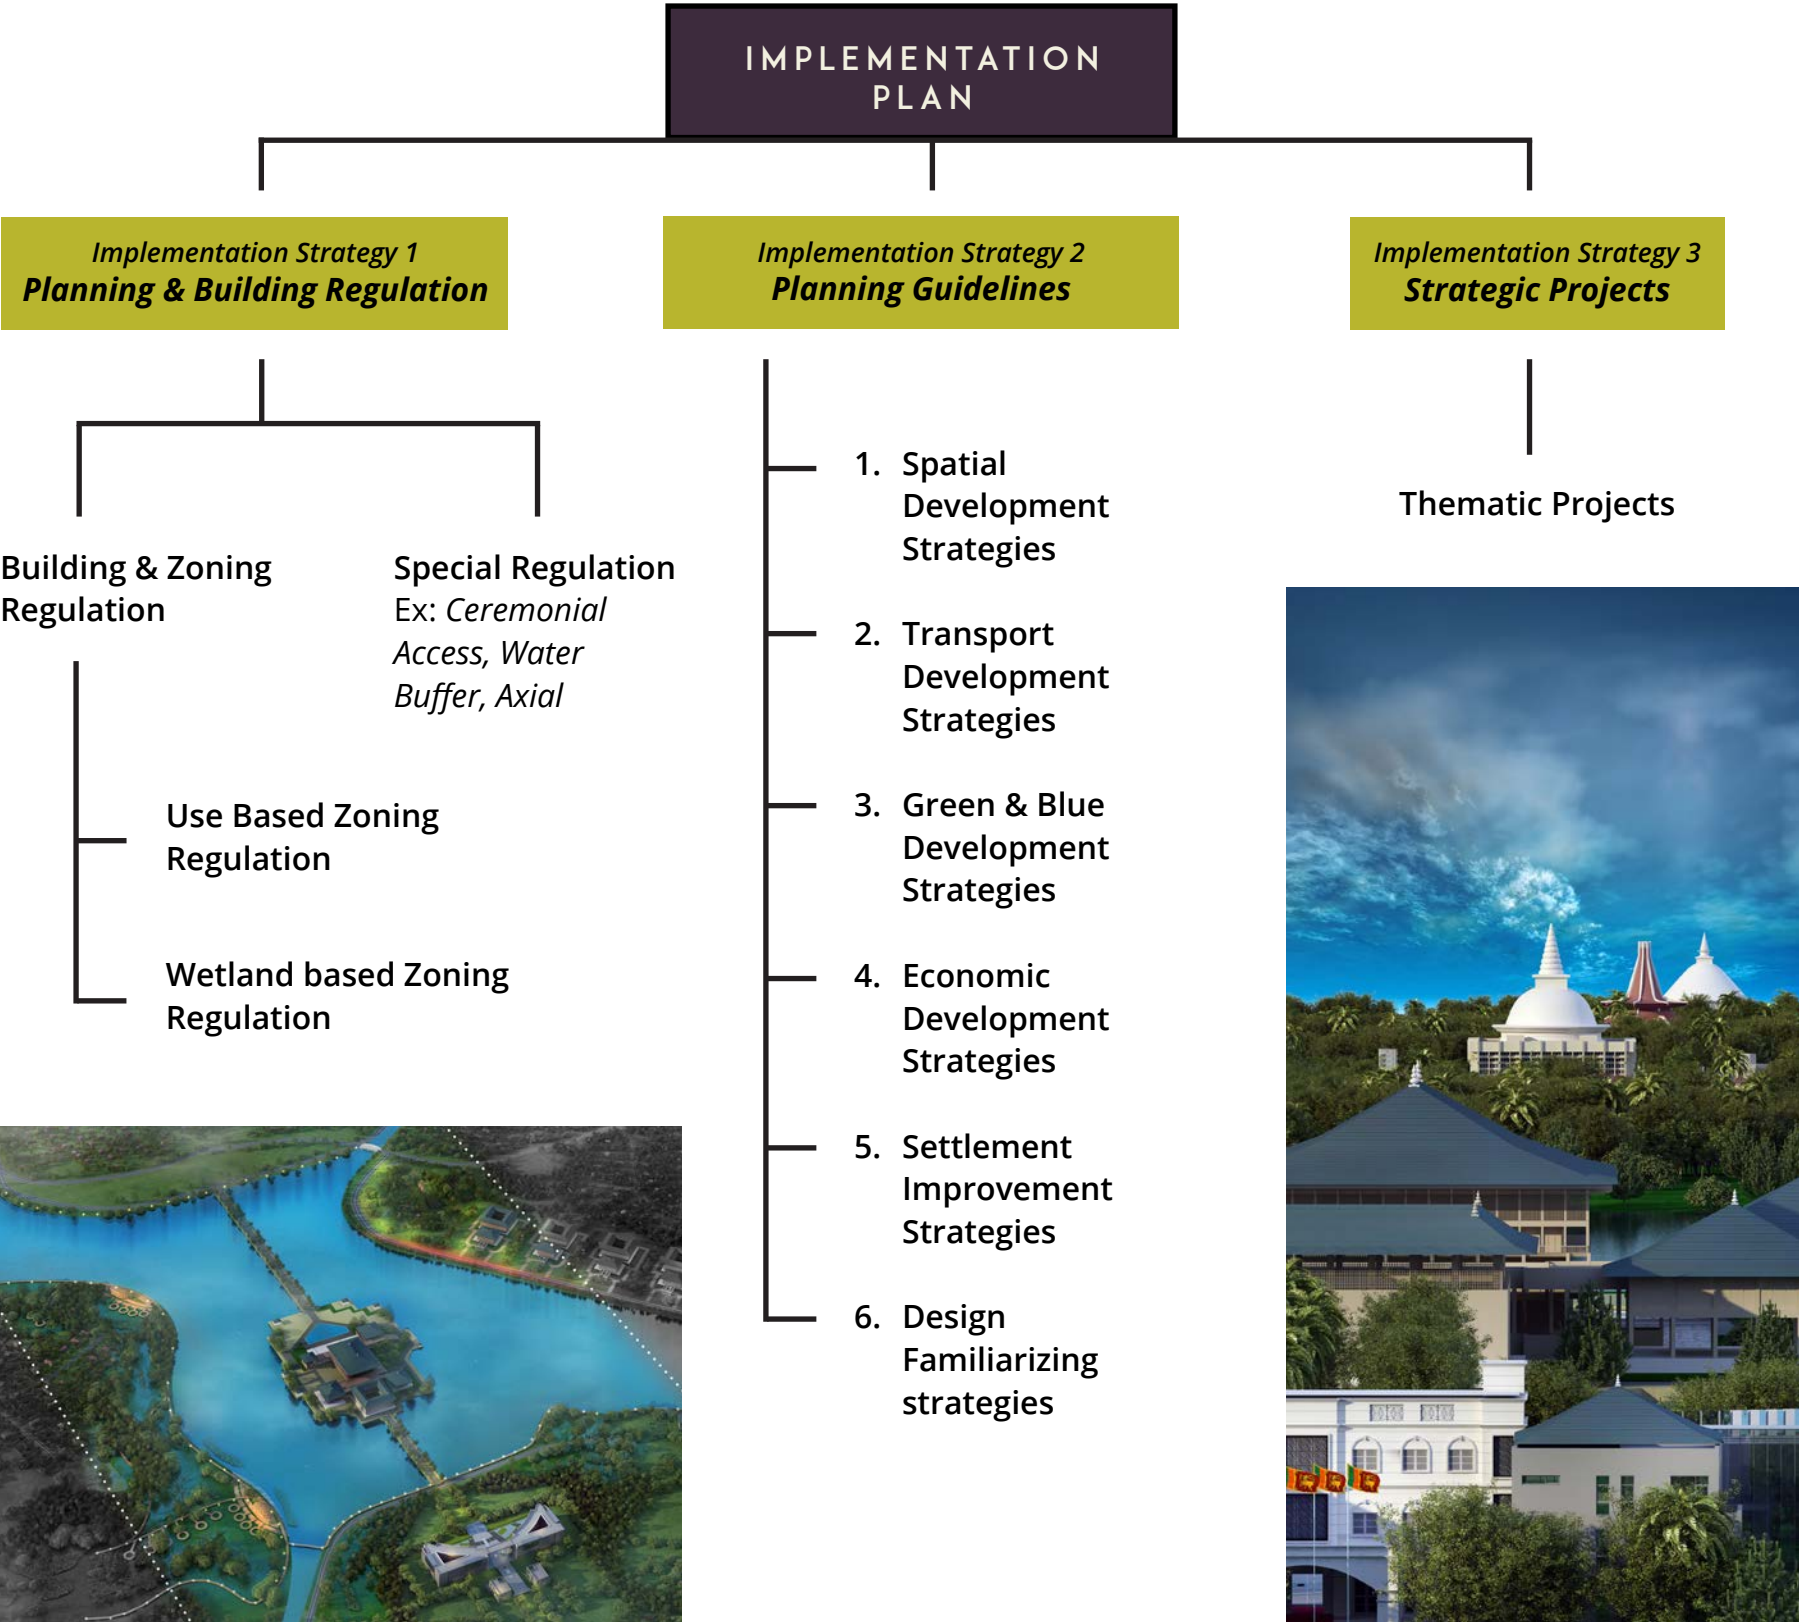 IMPLEMENTATION
PLAN
Implementation Strategy 1
Planning & Building Regulation
Building & Zoning
Regulation
Use Based Zoning
Regulation
Wetland based Zoning
Regulation
Special Regulation
Ex: Ceremonial
Access, Water
Buffer, Axial
Implementation Strategy 2
Planning Guidelines
1. Spatial
Development
Strategies
2. Transport
Development
Strategies
3. Green & Blue
Development
Strategies
4. Economic
Development
Strategies
5. Settlement
Improvement
Strategies
6. Design
Familiarizing
strategies
Implementation Strategy 3
Strategic Projects
Thematic Projects